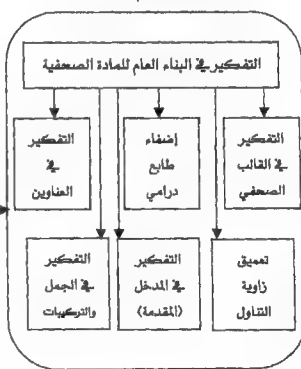 التفكير في البناء العام للمادة الصحفية
التفكير
في القالب
الصحفي
إضفاء
طابع
درامي
التفكير
في
العناوين
تعميق
زاوية
التناول
التفكير
في المدخل
(المقدمة)
التفكير
في الجمل
والتركيبات